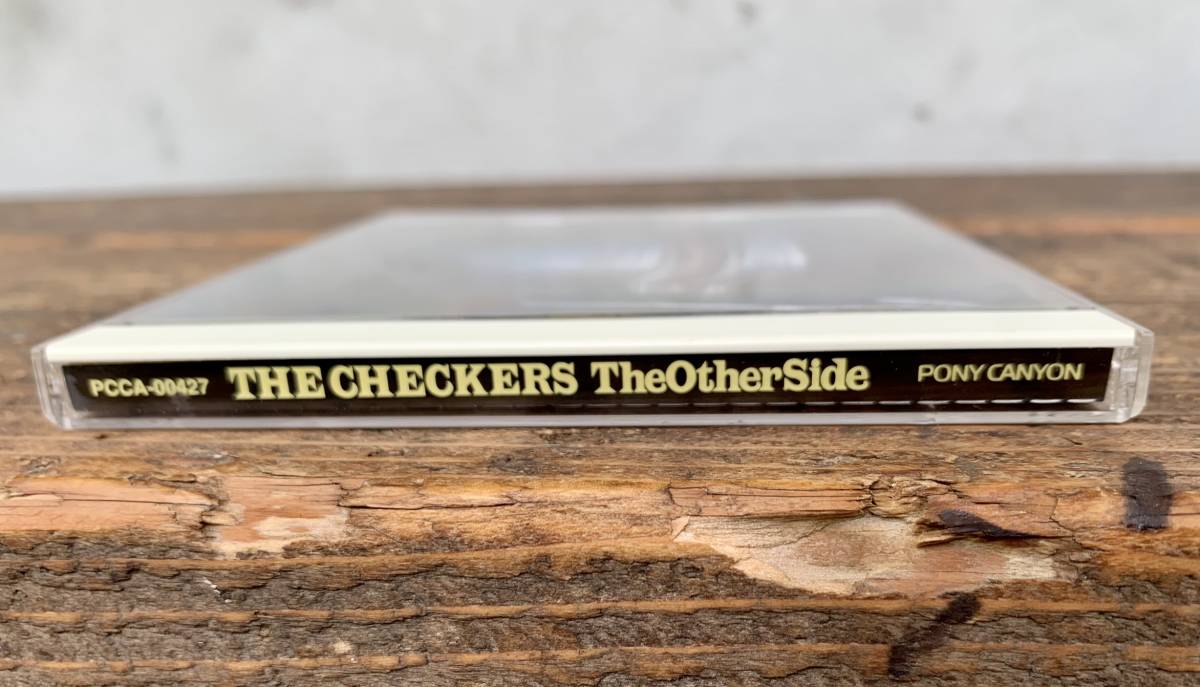 PCCA-00427 THE CHECKERS TheOtherSide PONY CANYON